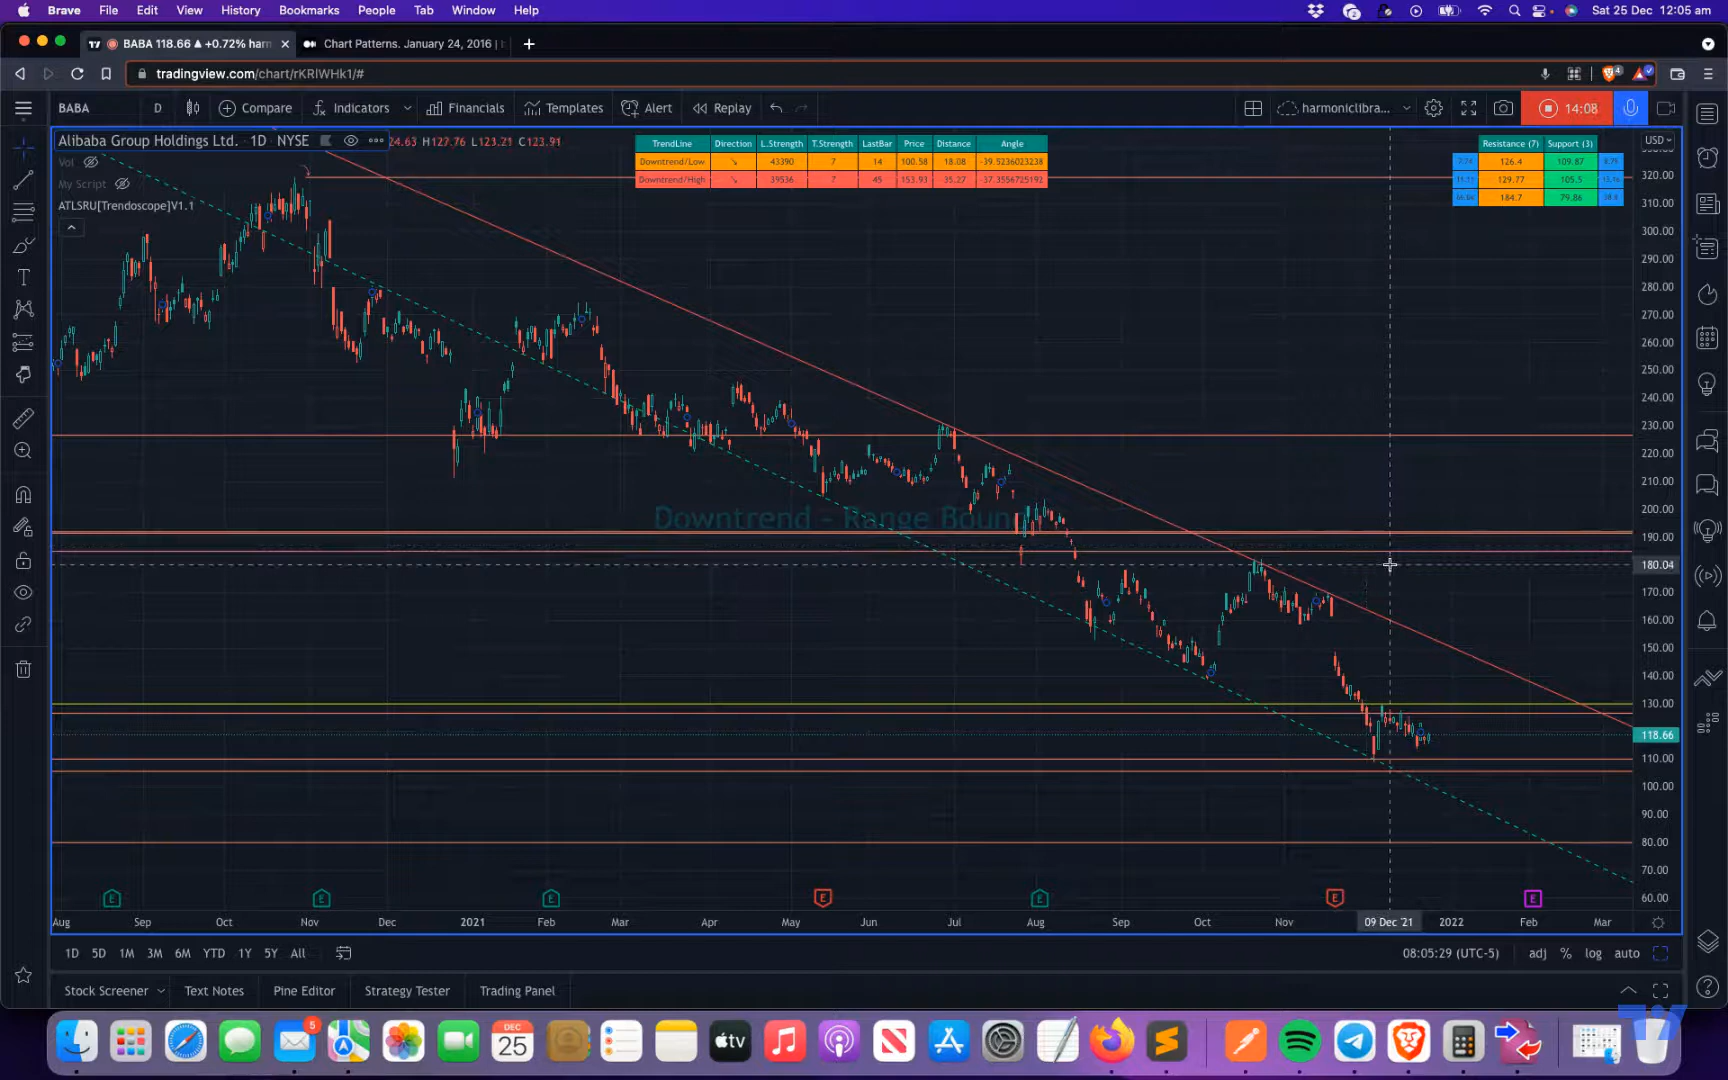 Brave File Edit View History Bookmarks People Tab Window Help
Sat 25 Dec 12:05 am
BABA 118.66 ▲ +0.72% harn
Chart Patterns. January 24, 2016 |
tradingview.com/chart/rKRlWHk1/#
BABA D Compare Indicators Financials Templates Alert Replay harmoniclibra... 14:08
Alibaba Group Holdings Ltd. · 1D · NYSE
24.63 H127.76 L123.21 C123.91
USD
Vol
My Script
ATLSRU[Trendoscope]V1.1
TrendLine Direction L.Strength T.Strength LastBar Price Distance Angle
Downtrend/Low ↘ 43390 7 14 100.58 18.08 -39.5236023238
Downtrend/High ↘ 39536 7 45 153.93 35.27 -37.3556725192
Resistance (7) Support (3)
126.4 109.87
129.77 105.5
184.7 79.86
320.00
310.00
300.00
290.00
280.00
270.00
260.00
250.00
240.00
230.00
220.00
210.00
200.00
190.00
180.04
170.00
160.00
150.00
140.00
130.00
118.66
110.00
100.00
90.00
80.00
70.00
60.00
Downtrend - Range Boun
E E E E E E E
Aug Sep Oct Nov Dec 2021 Feb Mar Apr May Jun Jul Aug Sep Oct Nov 09 Dec '21 2022 Feb Mar
1D 5D 1M 3M 6M YTD 1Y 5Y All
08:05:29 (UTC-5) adj % log auto
Stock Screener Text Notes Pine Editor Strategy Tester Trading Panel
5
DEC
25
tv